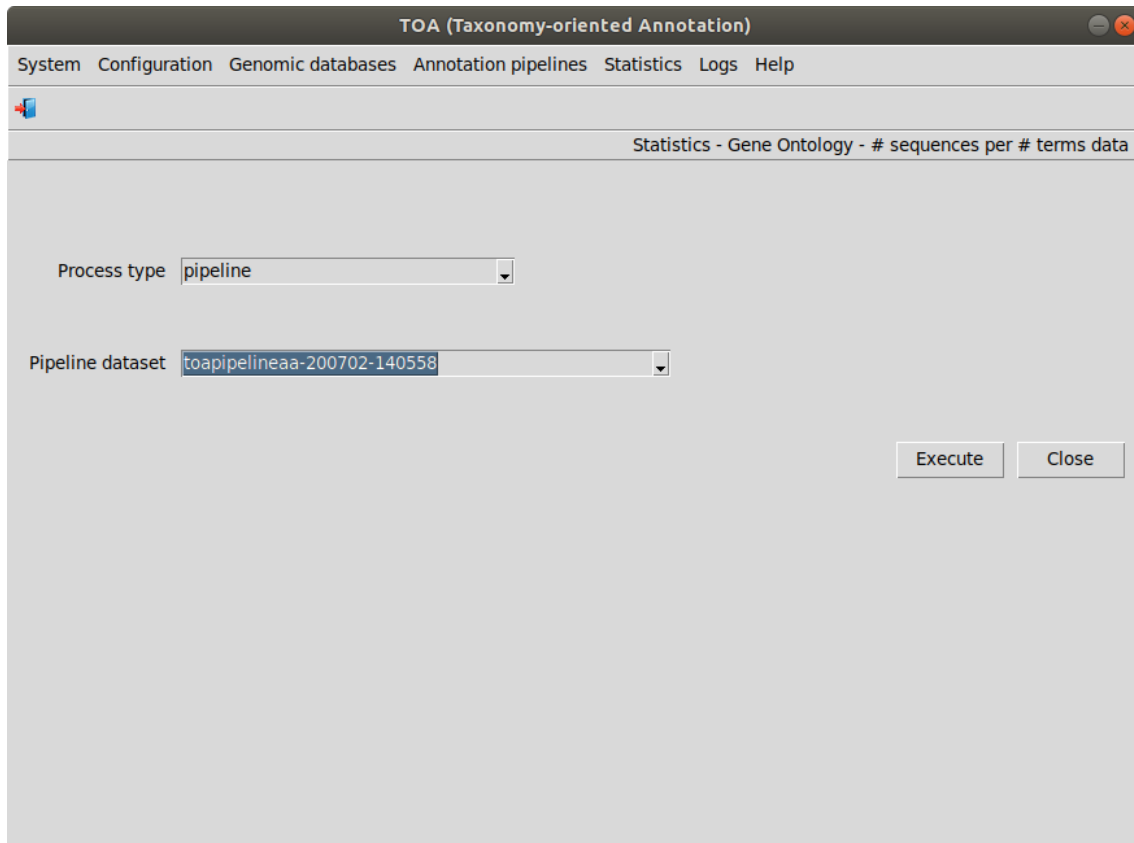 TOA (Taxonomy-oriented Annotation)
System Configuration Genomic databases Annotation pipelines Statistics Logs Help
Statistics - Gene Ontology - # sequences per # terms data
Process type pipeline
Pipeline dataset toapipelineaa-200702-140558
Execute Close